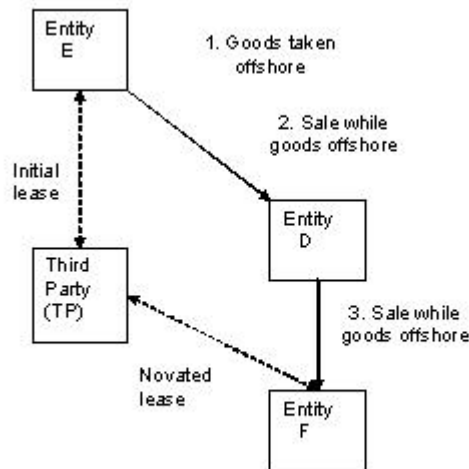 Entity
E
1. Goods taken
offshore
2. Sale while
goods offshore
Initial
lease
Entity
D
Third
Party
(TP)
3. Sale while
goods offshore
Novated
lease
Entity
F